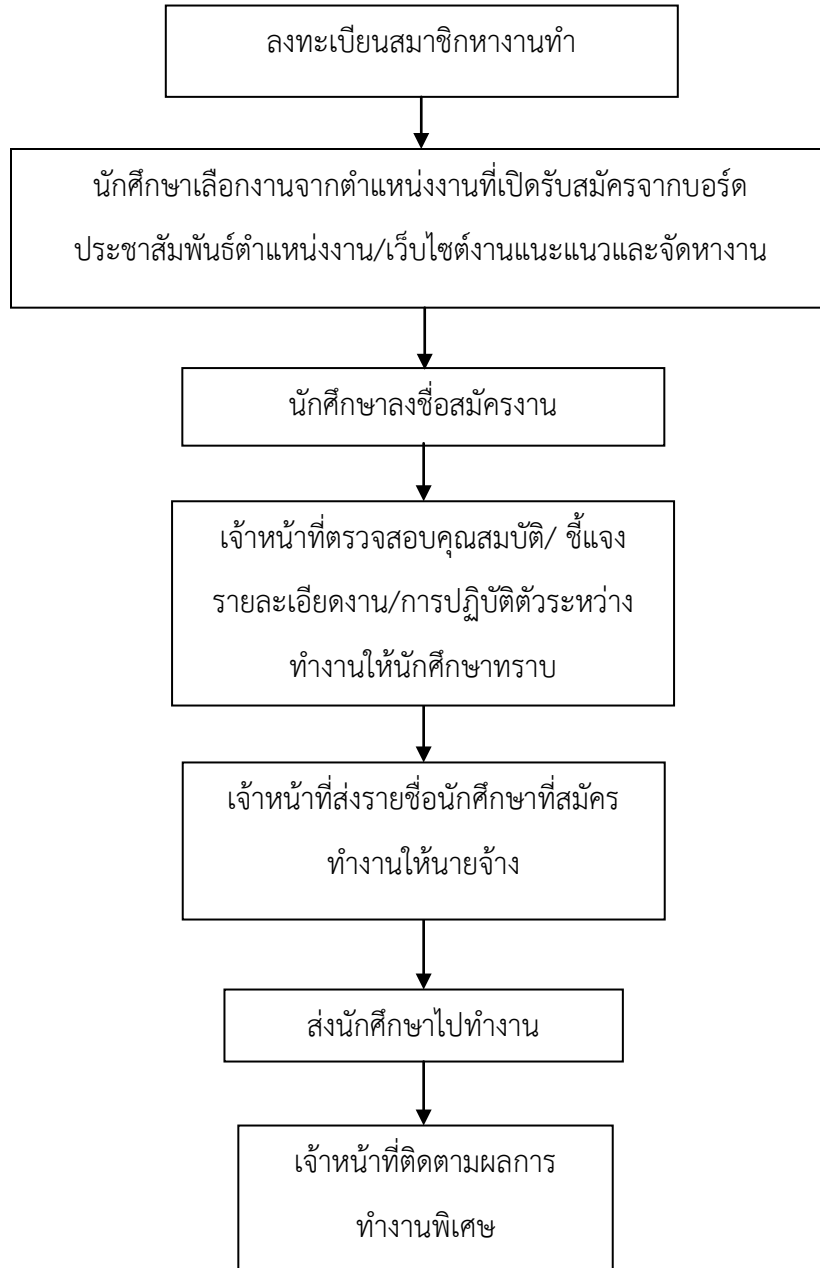 ลงทะเบียนสมาชิกหางานทำ
นักศึกษาเลือกงานจากตำแหน่งงานที่เปิดรับสมัครจากบอร์ด
ประชาสัมพันธ์ตำแหน่งงาน/เว็บไซต์งานแนะแนวและจัดหางาน
นักศึกษาลงชื่อสมัครงาน
เจ้าหน้าที่ตรวจสอบคุณสมบัติ/ ชี้แจง
รายละเอียดงาน/การปฏิบัติตัวระหว่าง
ทำงานให้นักศึกษาทราบ
เจ้าหน้าที่ส่งรายชื่อนักศึกษาที่สมัคร
ทำงานให้นายจ้าง
ส่งนักศึกษาไปทำงาน
เจ้าหน้าที่ติดตามผลการ
ทำงานพิเศษ